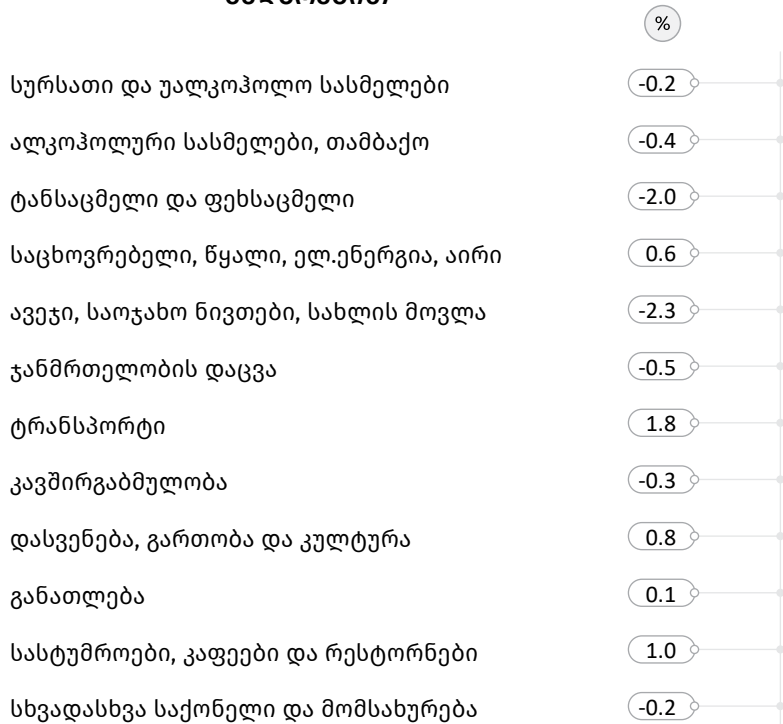 %
სურსათი და უალკოჰოლო სასმელები -0.2
ალკოჰოლური სასმელები, თამბაქო -0.4
ტანსაცმელი და ფეხსაცმელი -2.0
საცხოვრებელი, წყალი, ელ.ენერგია, აირი 0.6
ავეჯი, საოჯახო ნივთები, სახლის მოვლა -2.3
ჯანმრთელობის დაცვა -0.5
ტრანსპორტი 1.8
კავშირგაბმულობა -0.3
დასვენება, გართობა და კულტურა 0.8
განათლება 0.1
სასტუმროები, კაფეები და რესტორნები 1.0
სხვადასხვა საქონელი და მომსახურება -0.2